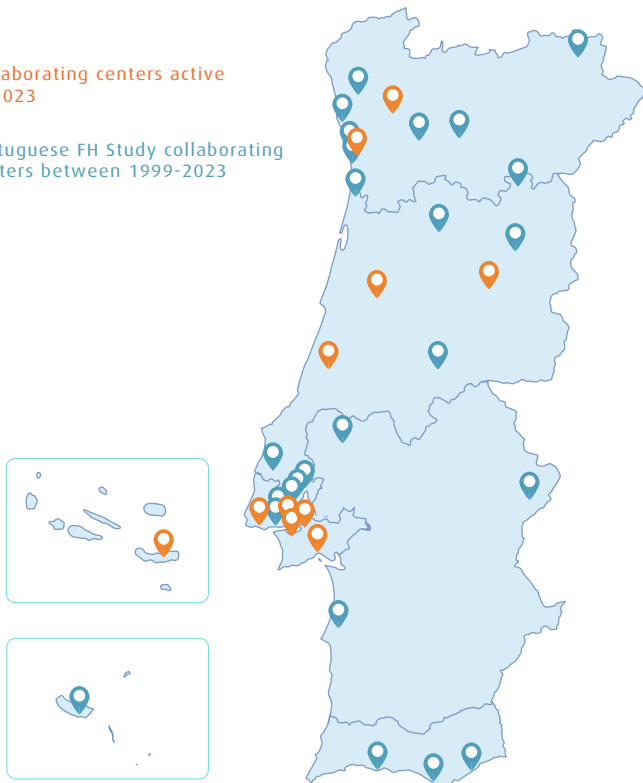 laborating centers active
023
tuguese FH Study collaborating
ters between 1999-2023